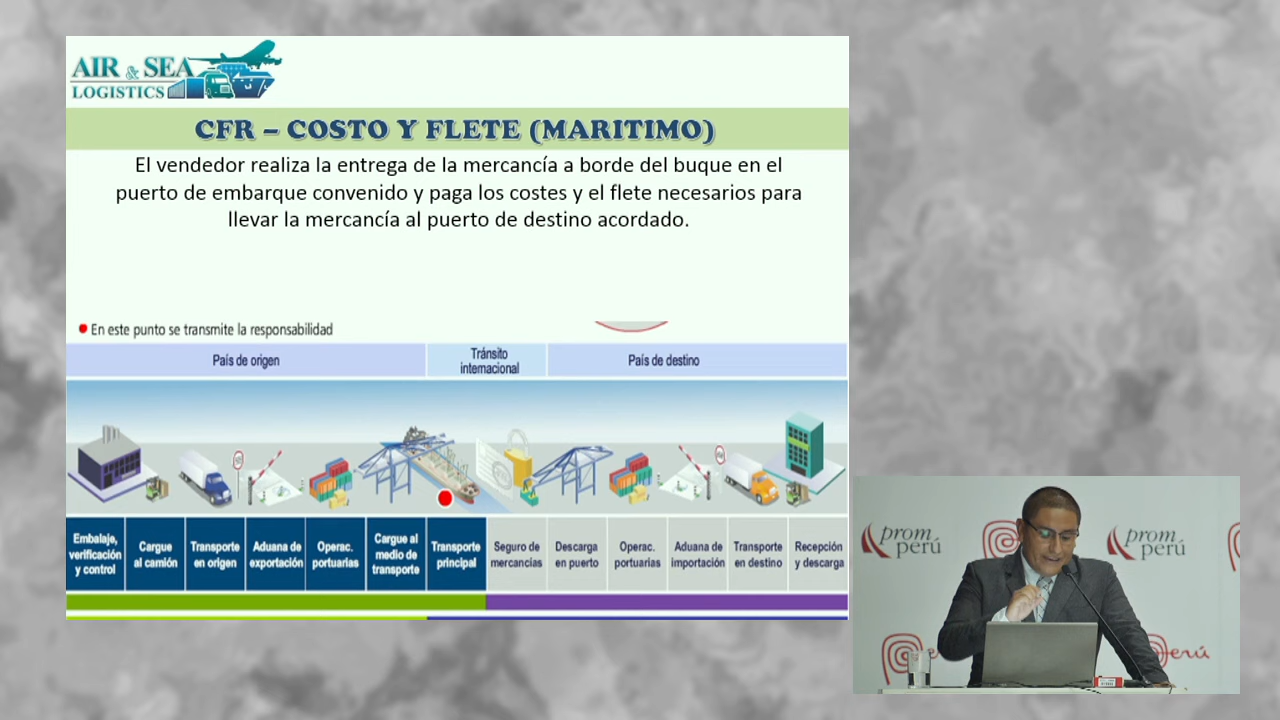 AIR & SEA
LOGISTICS
CFR – COSTO Y FLETE (MARITIMO)
El vendedor realiza la entrega de la mercancía a borde del buque en el
puerto de embarque convenido y paga los costes y el flete necesarios para
llevar la mercancía al puerto de destino acordado.
En este punto se transmite la responsabilidad
País de origen
Tránsito
internacional
País de destino
Embalaje,
verificación
y control
Cargue
al camión
Transporte
en origen
Aduana de
exportación
Operac.
portuarias
Cargue al
medio de
transporte
Transporte
principal
Seguro de
mercancías
Descarga
en puerto
Operac.
portuarias
Aduana de
importación
Transporte
en destino
Recepción
y descarga
prom
perú
prom
perú
Perú